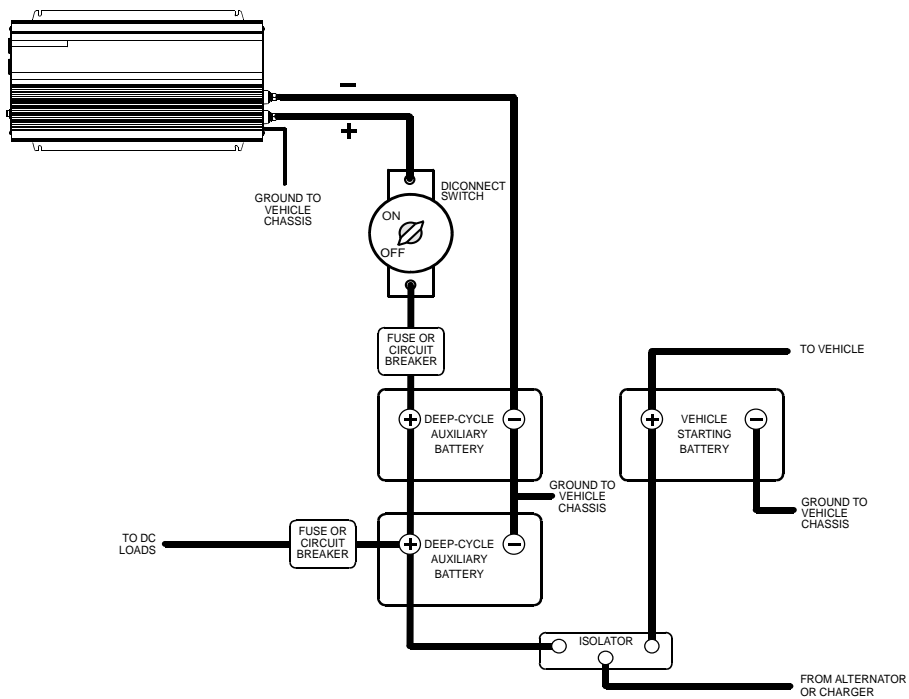 −
+
GROUND TO
VEHICLE
CHASSIS
DICONNECT
SWITCH
ON
OFF
FUSE OR
CIRCUIT
BREAKER
TO VEHICLE
+
DEEP-CYCLE
AUXILIARY
BATTERY
−
+
VEHICLE
STARTING
BATTERY
−
GROUND TO
VEHICLE
CHASSIS
GROUND TO
VEHICLE
CHASSIS
TO DC
LOADS
FUSE OR
CIRCUIT
BREAKER
+
DEEP-CYCLE
AUXILIARY
BATTERY
−
ISOLATOR
FROM ALTERNATOR
OR CHARGER